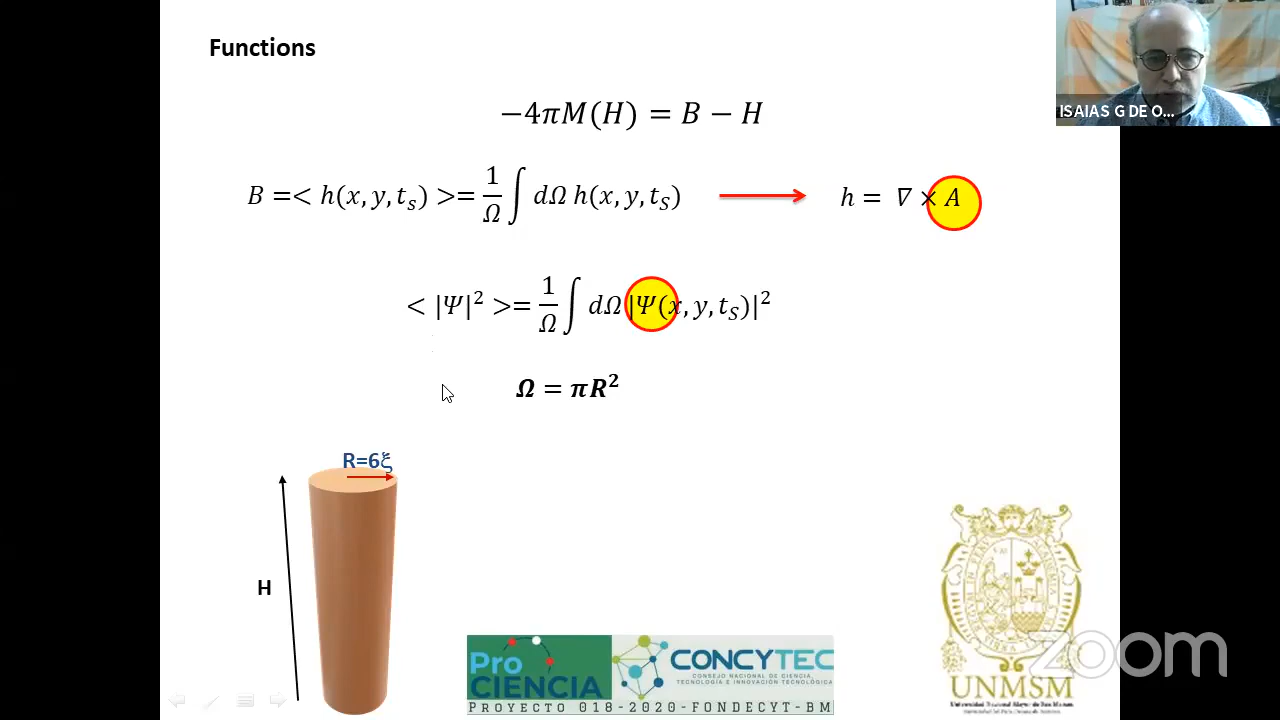 Functions
ISAIAS G DE O...
−4πM(H) = B − H
B =< h(x, y, t_s) >= 1/Ω ∫ dΩ h(x, y, t_S)
h = ∇ × A
< |Ψ|² >= 1/Ω ∫ dΩ |Ψ(x, y, t_S)|²
Ω = πR²
R=6ξ
H
Pro
CIENCIA
CONCYTEC
CONSEJO NACIONAL DE CIENCIA,
TECNOLOGÍA E INNOVACIÓN TECNOLÓGICA
PROYECTO 018-2020-FONDECYT-BM
UNMSM
zoom